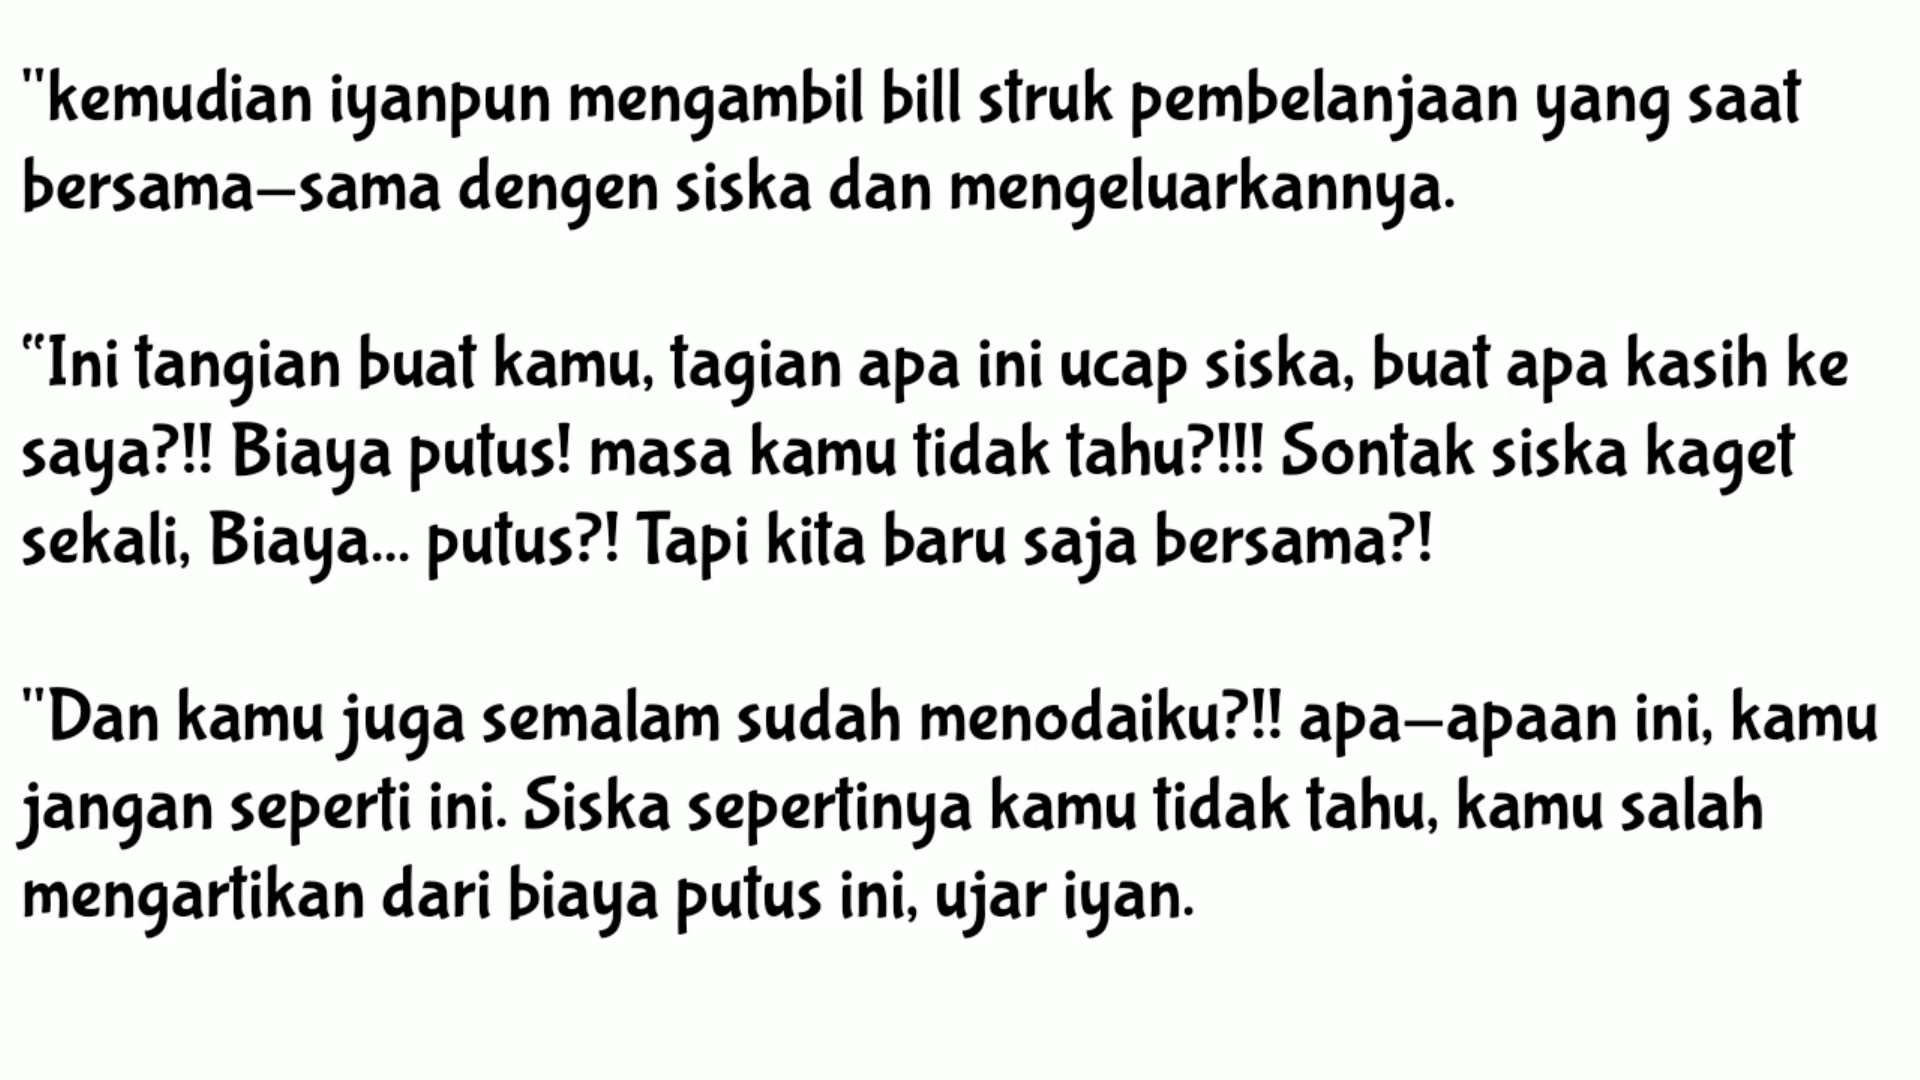 "kemudian iyanpun mengambil bill struk pembelanjaan yang saat
bersama–sama dengen siska dan mengeluarkannya.
“Ini tangian buat kamu, tagian apa ini ucap siska, buat apa kasih ke
saya?!!! Biaya putus! masa kamu tidak tahu?!!!! Sontak siska kaget
sekali, Biaya... putus?! Tapi kita baru saja bersama?!
"Dan kamu juga semalam sudah menodaiku?!!! apa–apaan ini, kamu
jangan seperti ini. Siska sepertinya kamu tidak tahu, kamu salah
mengartikan dari biaya putus ini, ujar iyan.